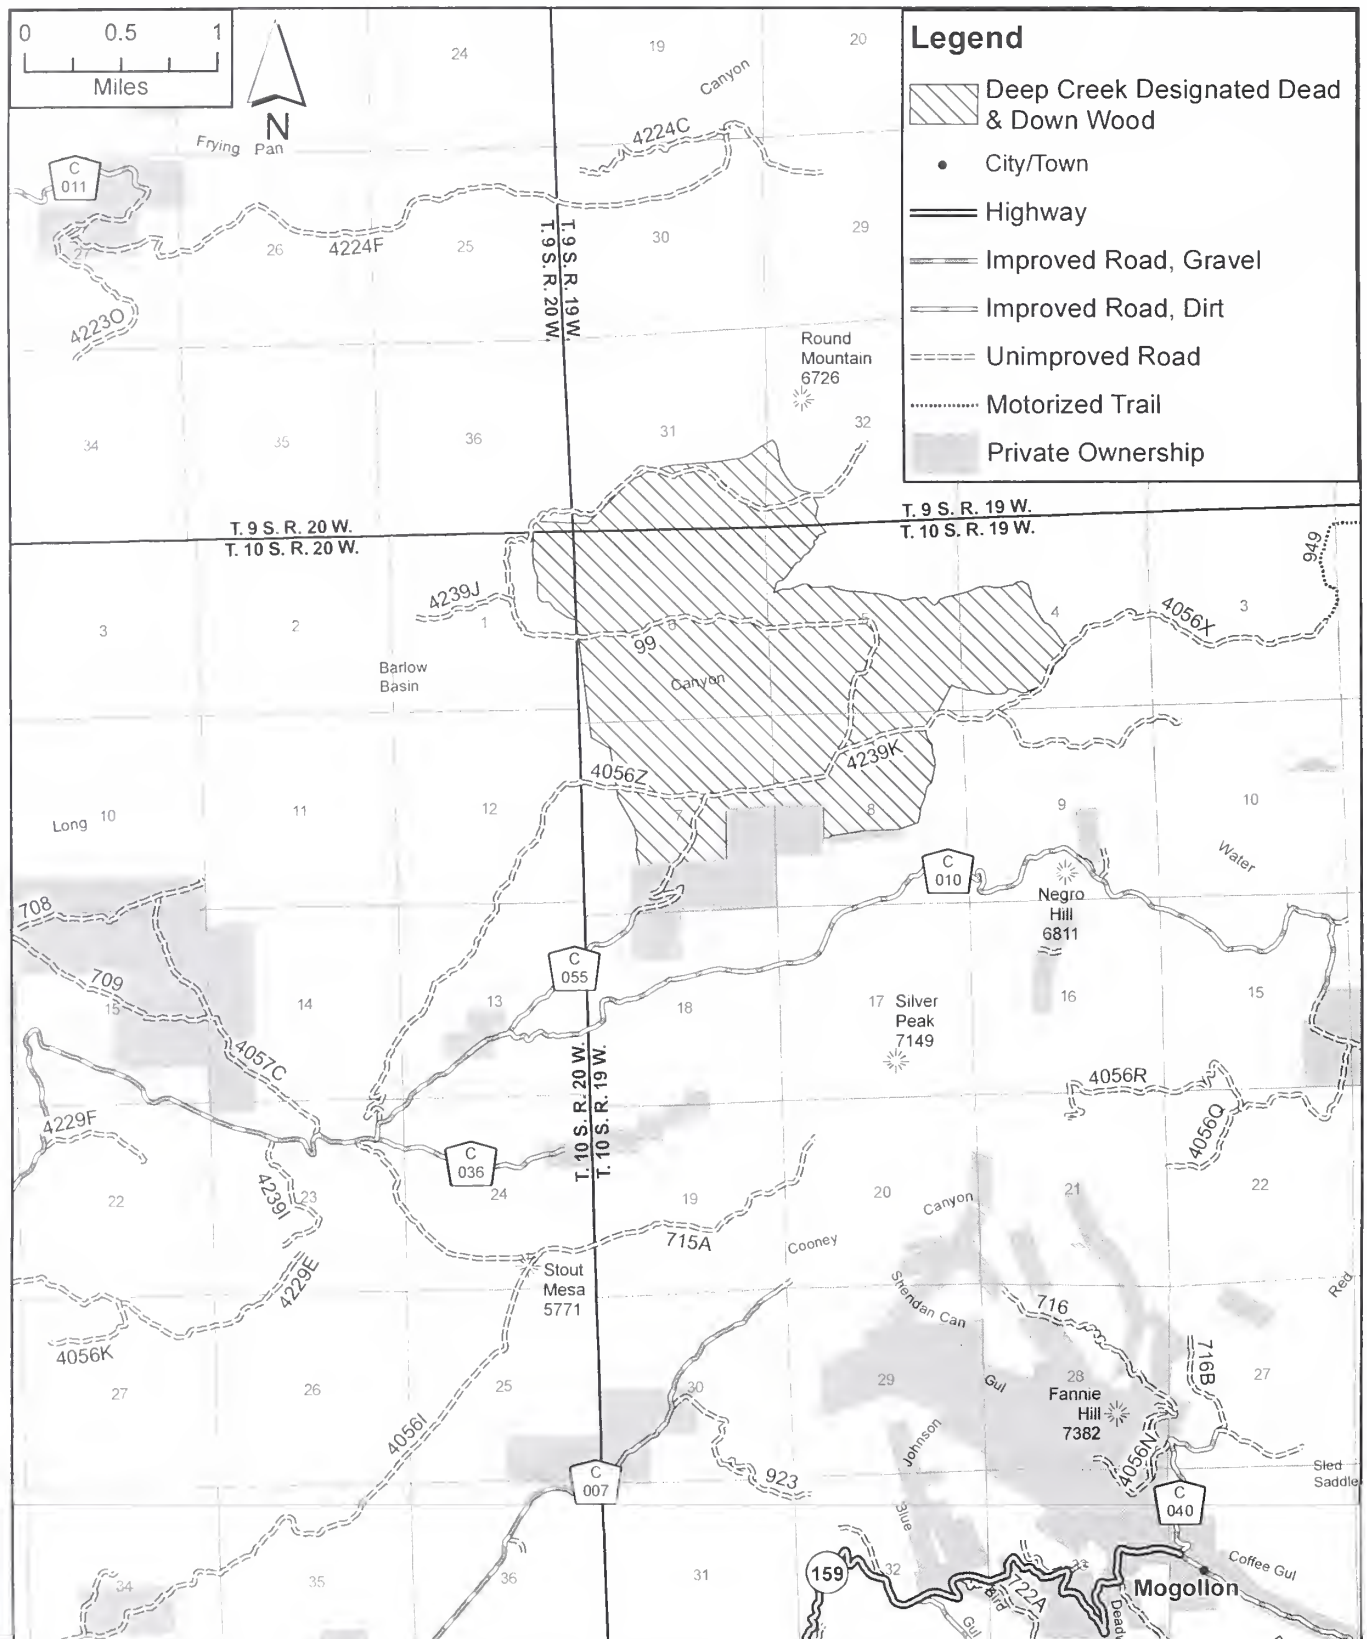 0 0.5 1
Miles
N
Legend
Deep Creek Designated Dead
& Down Wood
City/Town
Highway
Improved Road, Gravel
Improved Road, Dirt
Unimproved Road
Motorized Trail
Private Ownership
24
19
20
Canyon
4224C
Frying Pan
C
011
27
26
4224F
25
T. 9 S. R. 20 W.
T. 9 S. R. 19 W.
30
29
4223O
Round
Mountain
6726
34
35
36
31
32
T. 9 S. R. 20 W.
T. 10 S. R. 20 W.
T. 9 S. R. 19 W.
T. 10 S. R. 19 W.
949
4239J
3
2
1
99
6
5
4
4056X
3
Barlow
Basin
Canyon
4056Z
4239K
Long
10
11
12
7
8
9
10
Water
C
010
Negro
Hill
6811
708
709
C
055
15
14
13
18
17
Silver
Peak
7149
16
15
4057C
T. 10 S. R. 20 W.
T. 10 S. R. 19 W.
4056R
4056Q
4229F
C
036
22
4239I
23
24
19
20
Canyon
21
22
715A
Cooney
4229E
Stout
Mesa
5771
Red
4056K
716
716B
27
26
25
30
29
Gul
28
27
Fannie
Hill
7382
4056I
Johnson
4056N
923
C
007
Sled
Saddle
C
040
34
35
36
31
159
32
722A
Gul
Coffee Gul
Mogollon